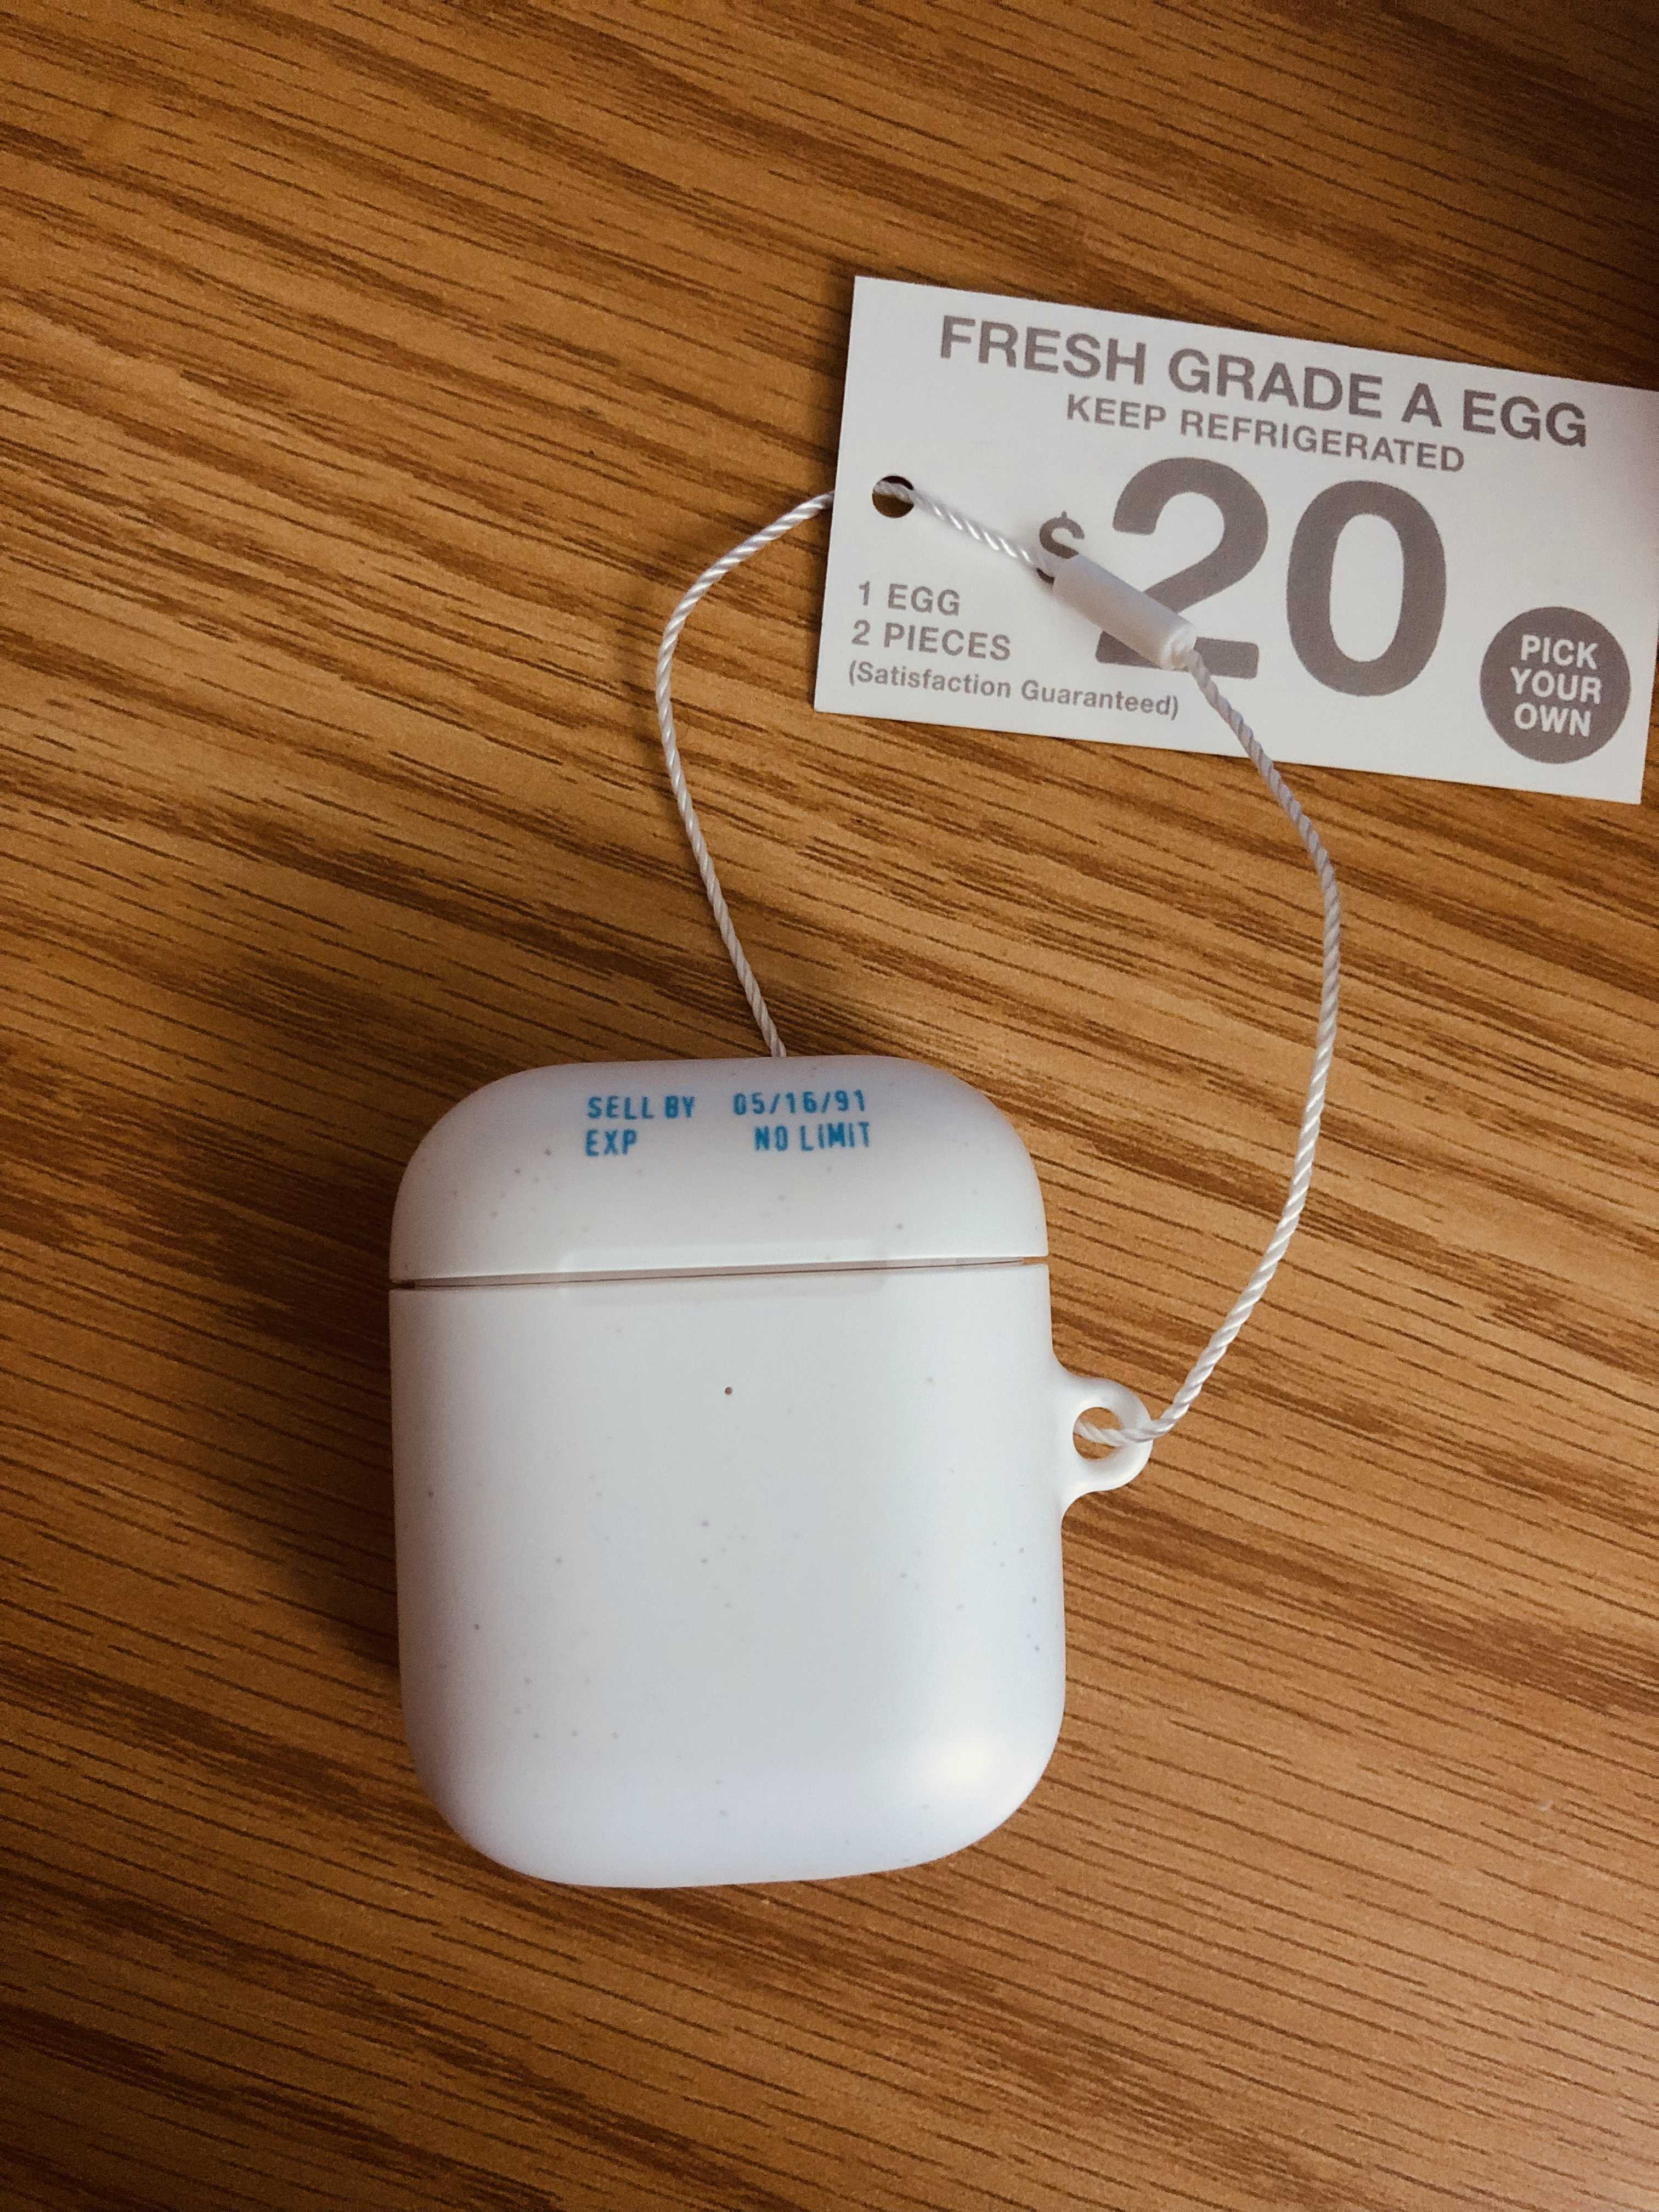 FRESH GRADE A EGG
KEEP REFRIGERATED
$20
1 EGG
2 PIECES
(Satisfaction Guaranteed)
PICK
YOUR
OWN
SELL BY 05/16/91
EXP NO LIMIT